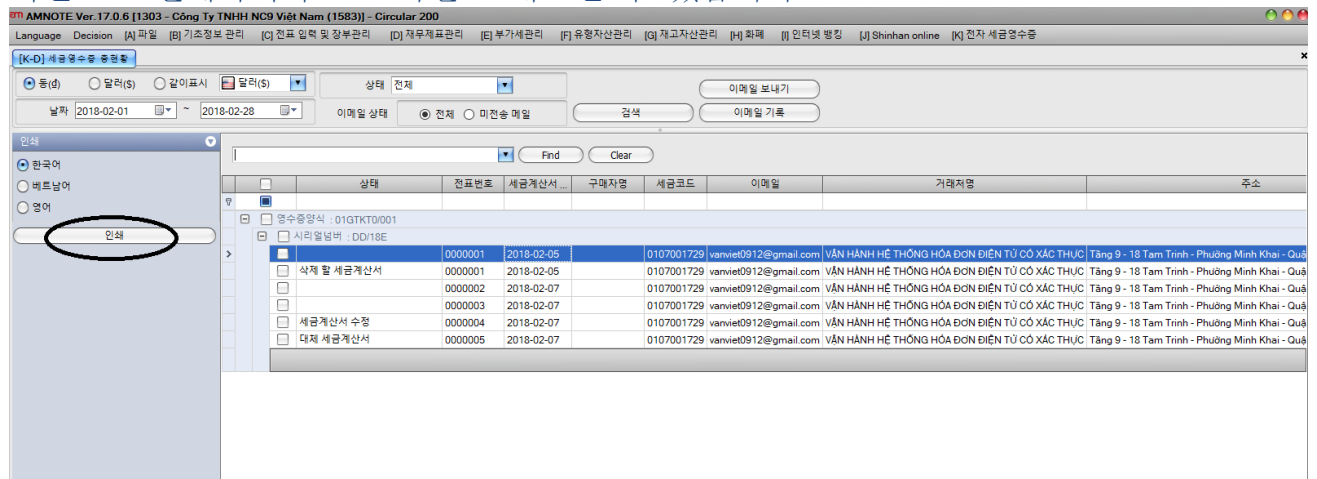 AMNOTE Ver.17.0.6 [1303 - Công Ty TNHH NC9 Việt Nam (1583)] - Circular 200
Language Decision [A] 파일 [B] 기초정보 관리 [C] 전표 입력 및 장부관리 [D] 재무제표관리 [E] 부가세관리 [F] 유형자산관리 [G] 재고자산관리 [H] 화폐 [I] 인터넷 뱅킹 [J] Shinhan online [K] 전자 세금영수증
[K-D] 세금영수증 총현황
동(d) 달러($) 같이표시 달러($) 상태 전체 이메일 보내기
날짜 2018-02-01 ~ 2018-02-28 이메일 상태 전체 미전송 메일 검색 이메일 기록
인쇄
Find Clear
한국어
베트남어
영어
인쇄
상태 전표번호 세금계산서 ... 구매자명 세금코드 이메일 거래처명 주소
영수증양식 : 01GTKT0/001
시리얼넘버 : DD/18E
0000001 2018-02-05 0107001729 vanviet0912@gmail.com VẬN HÀNH HỆ THỐNG HÓA ĐƠN ĐIỆN TỬ CÓ XÁC THỰC Tầng 9 - 18 Tam Trinh - Phường Minh Khai - Quậ
삭제 할 세금계산서 0000001 2018-02-05 0107001729 vanviet0912@gmail.com VẬN HÀNH HỆ THỐNG HÓA ĐƠN ĐIỆN TỬ CÓ XÁC THỰC Tầng 9 - 18 Tam Trinh - Phường Minh Khai - Quậ
0000002 2018-02-07 0107001729 vanviet0912@gmail.com VẬN HÀNH HỆ THỐNG HÓA ĐƠN ĐIỆN TỬ CÓ XÁC THỰC Tầng 9 - 18 Tam Trinh - Phường Minh Khai - Quậ
0000003 2018-02-07 0107001729 vanviet0912@gmail.com VẬN HÀNH HỆ THỐNG HÓA ĐƠN ĐIỆN TỬ CÓ XÁC THỰC Tầng 9 - 18 Tam Trinh - Phường Minh Khai - Quậ
세금계산서 수정 0000004 2018-02-07 0107001729 vanviet0912@gmail.com VẬN HÀNH HỆ THỐNG HÓA ĐƠN ĐIỆN TỬ CÓ XÁC THỰC Tầng 9 - 18 Tam Trinh - Phường Minh Khai - Quậ
대체 세금계산서 0000005 2018-02-07 0107001729 vanviet0912@gmail.com VẬN HÀNH HỆ THỐNG HÓA ĐƠN ĐIỆN TỬ CÓ XÁC THỰC Tầng 9 - 18 Tam Trinh - Phường Minh Khai - Quậ